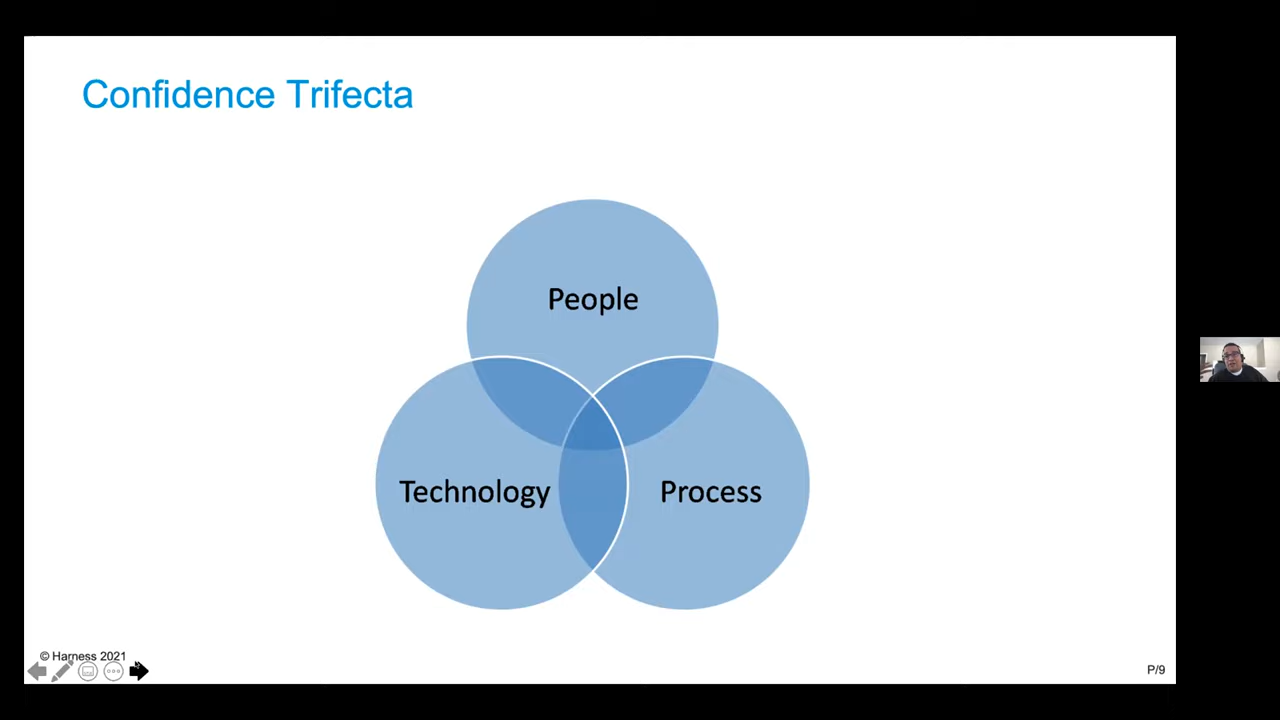 Confidence Trifecta
People
Technology
Process
© Harness 2021
P/9